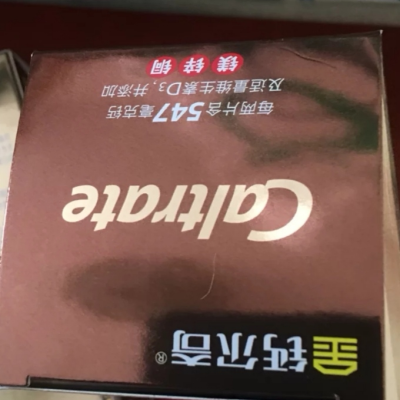 金钙尔奇®
Caltrate
每两片含547毫克钙
及适量维生素D3,并添加
镁 锌 铜